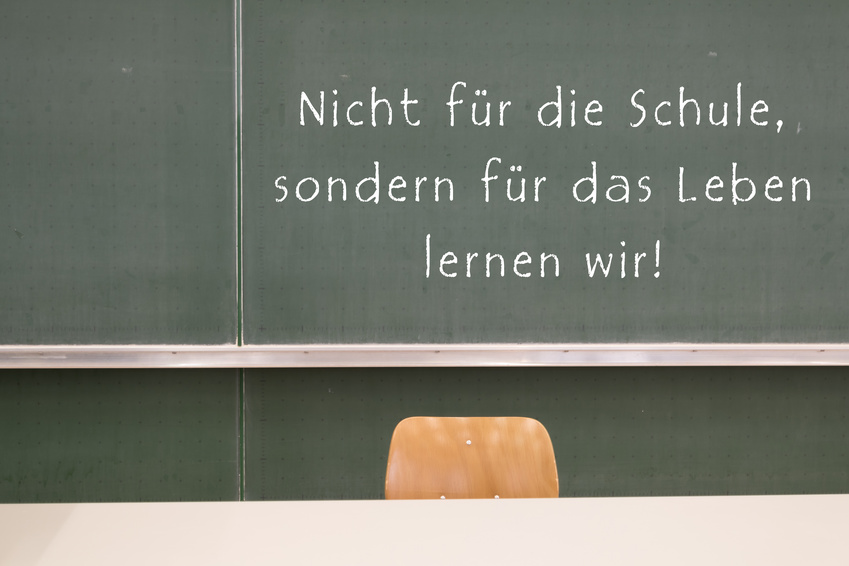 Nicht für die Schule,
sondern für das Leben
lernen wir!